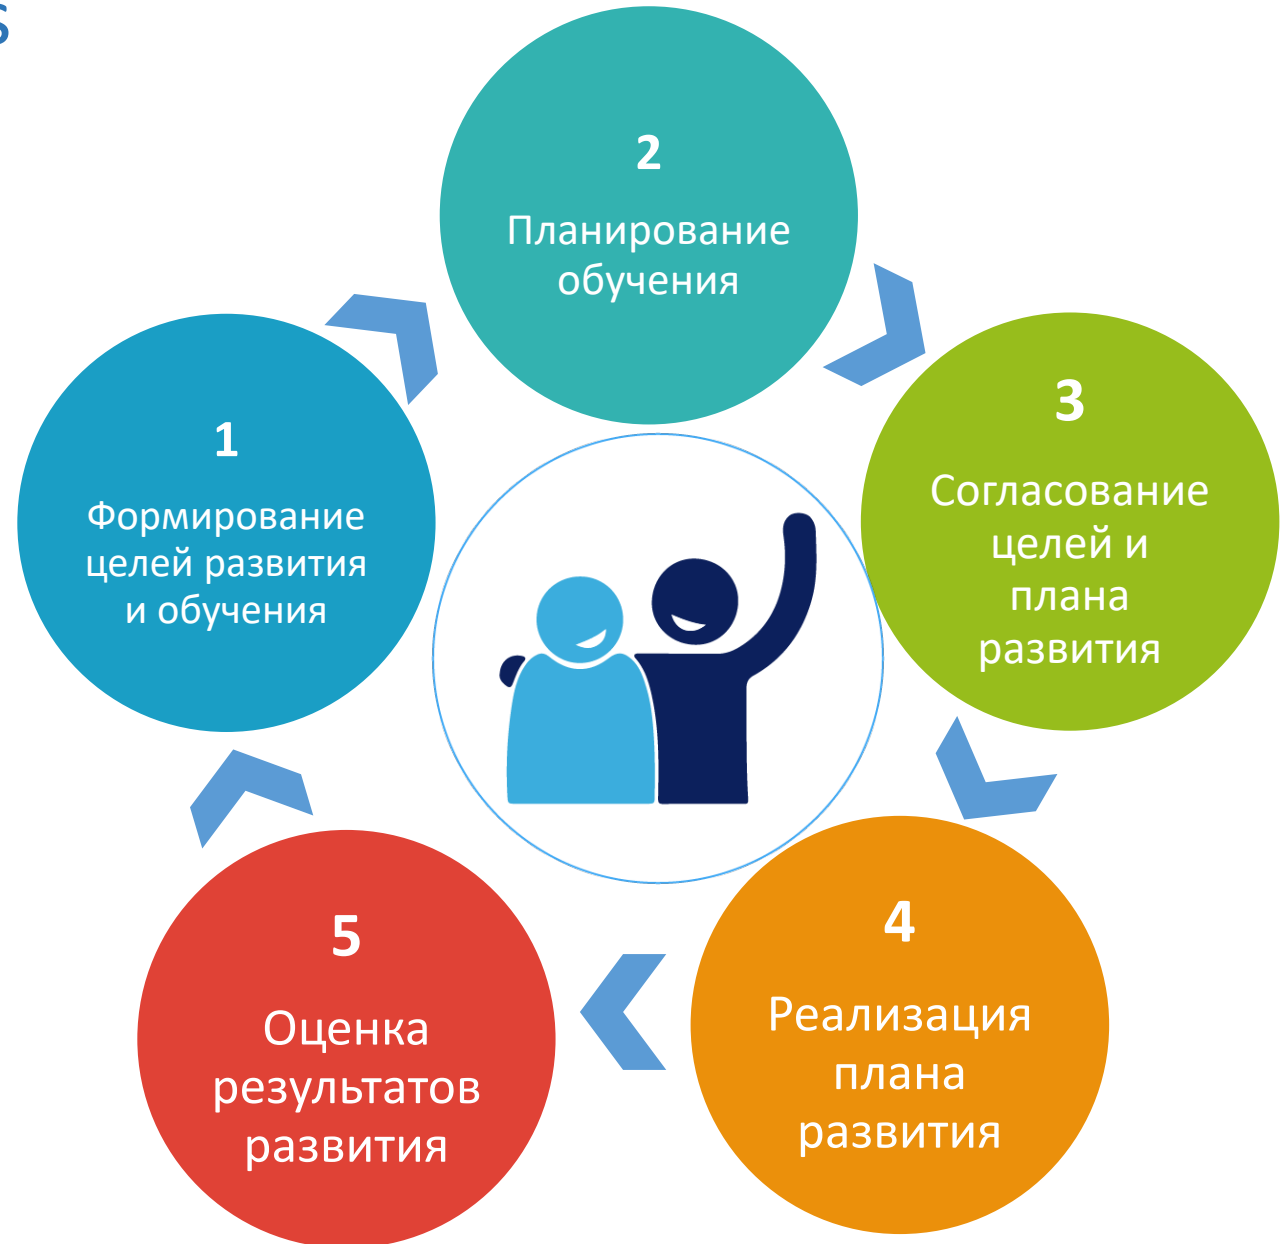 s
1
Формирование
целей развития
и обучения
2
Планирование
обучения
3
Согласование
целей и
плана
развития
4
Реализация
плана
развития
5
Оценка
результатов
развития